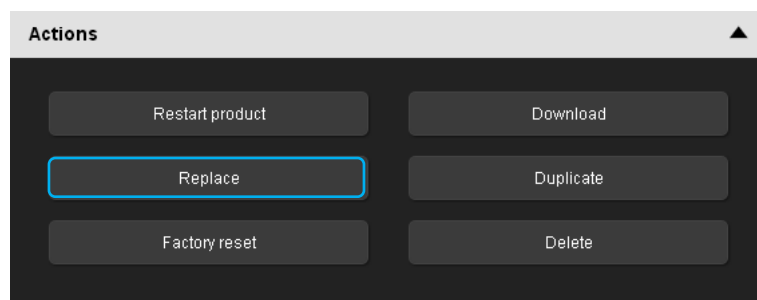 Actions
Restart product
Download
Replace
Duplicate
Factory reset
Delete